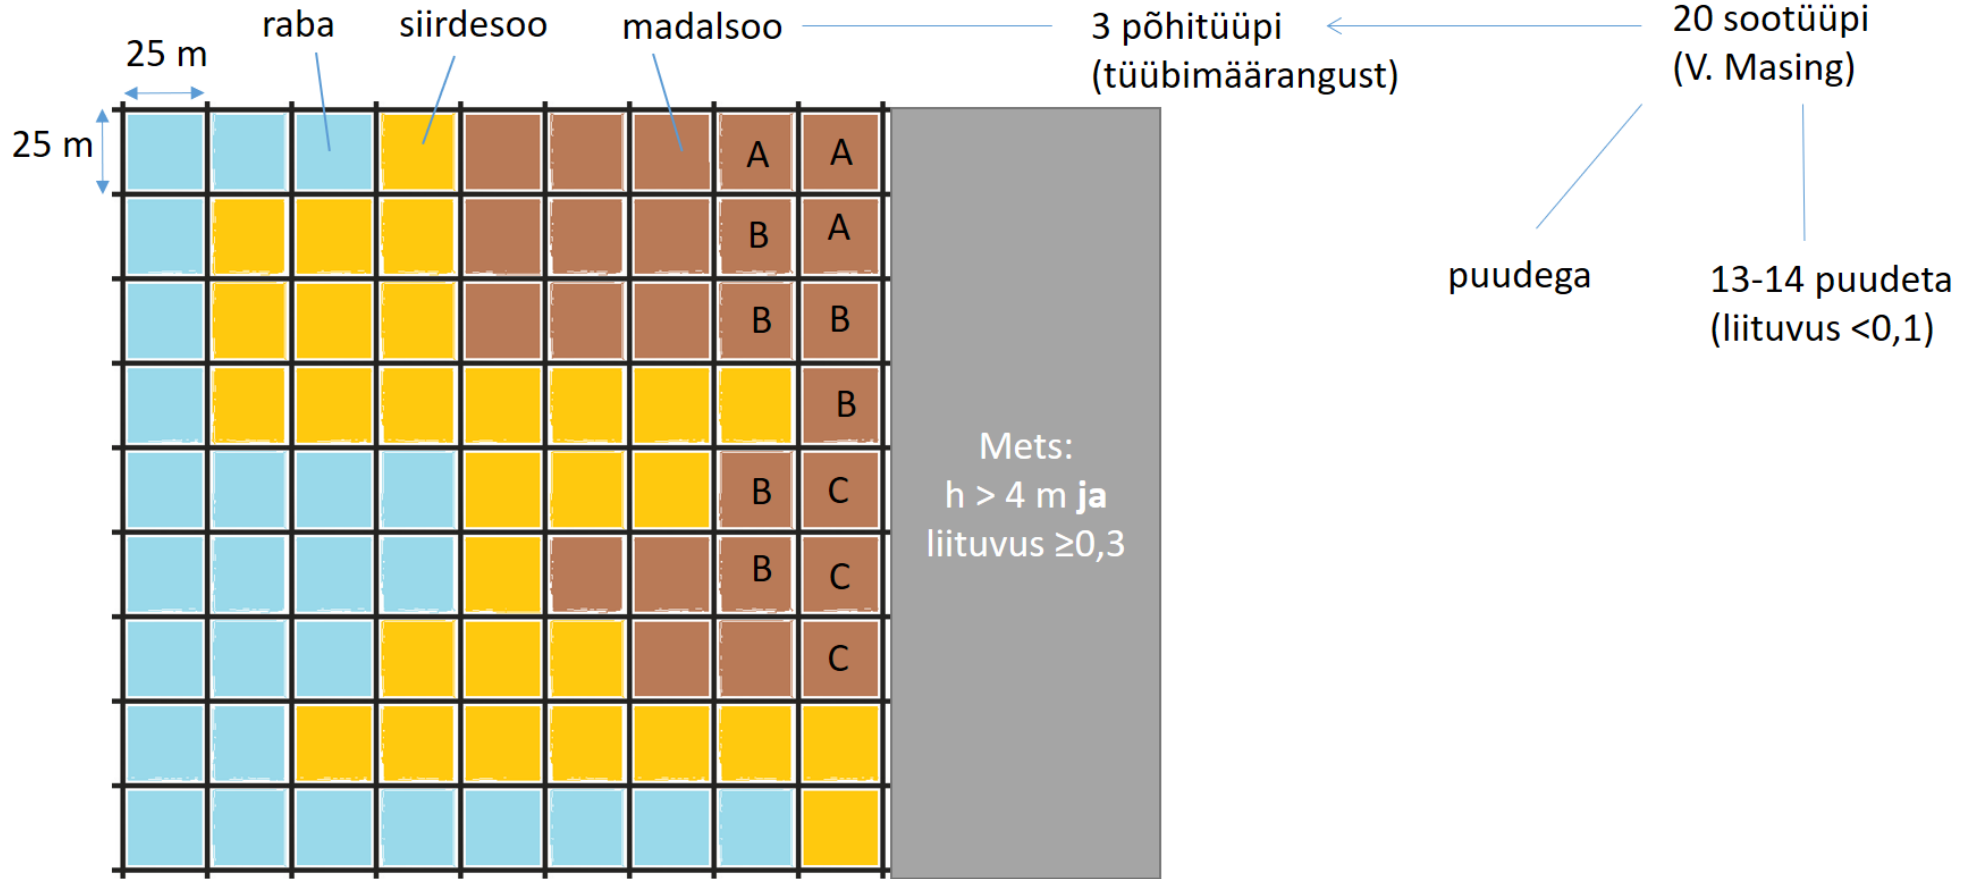 raba siirdesoo madalsoo 3 põhitüüpi 20 sootüüpi
(tüübimäärangust) (V. Masing)
25 m
25 m
A A
B A
B B
B
B C
B C
C
Mets:
h > 4 m ja
liituvus ≥0,3
puudega
13-14 puudeta
(liituvus <0,1)